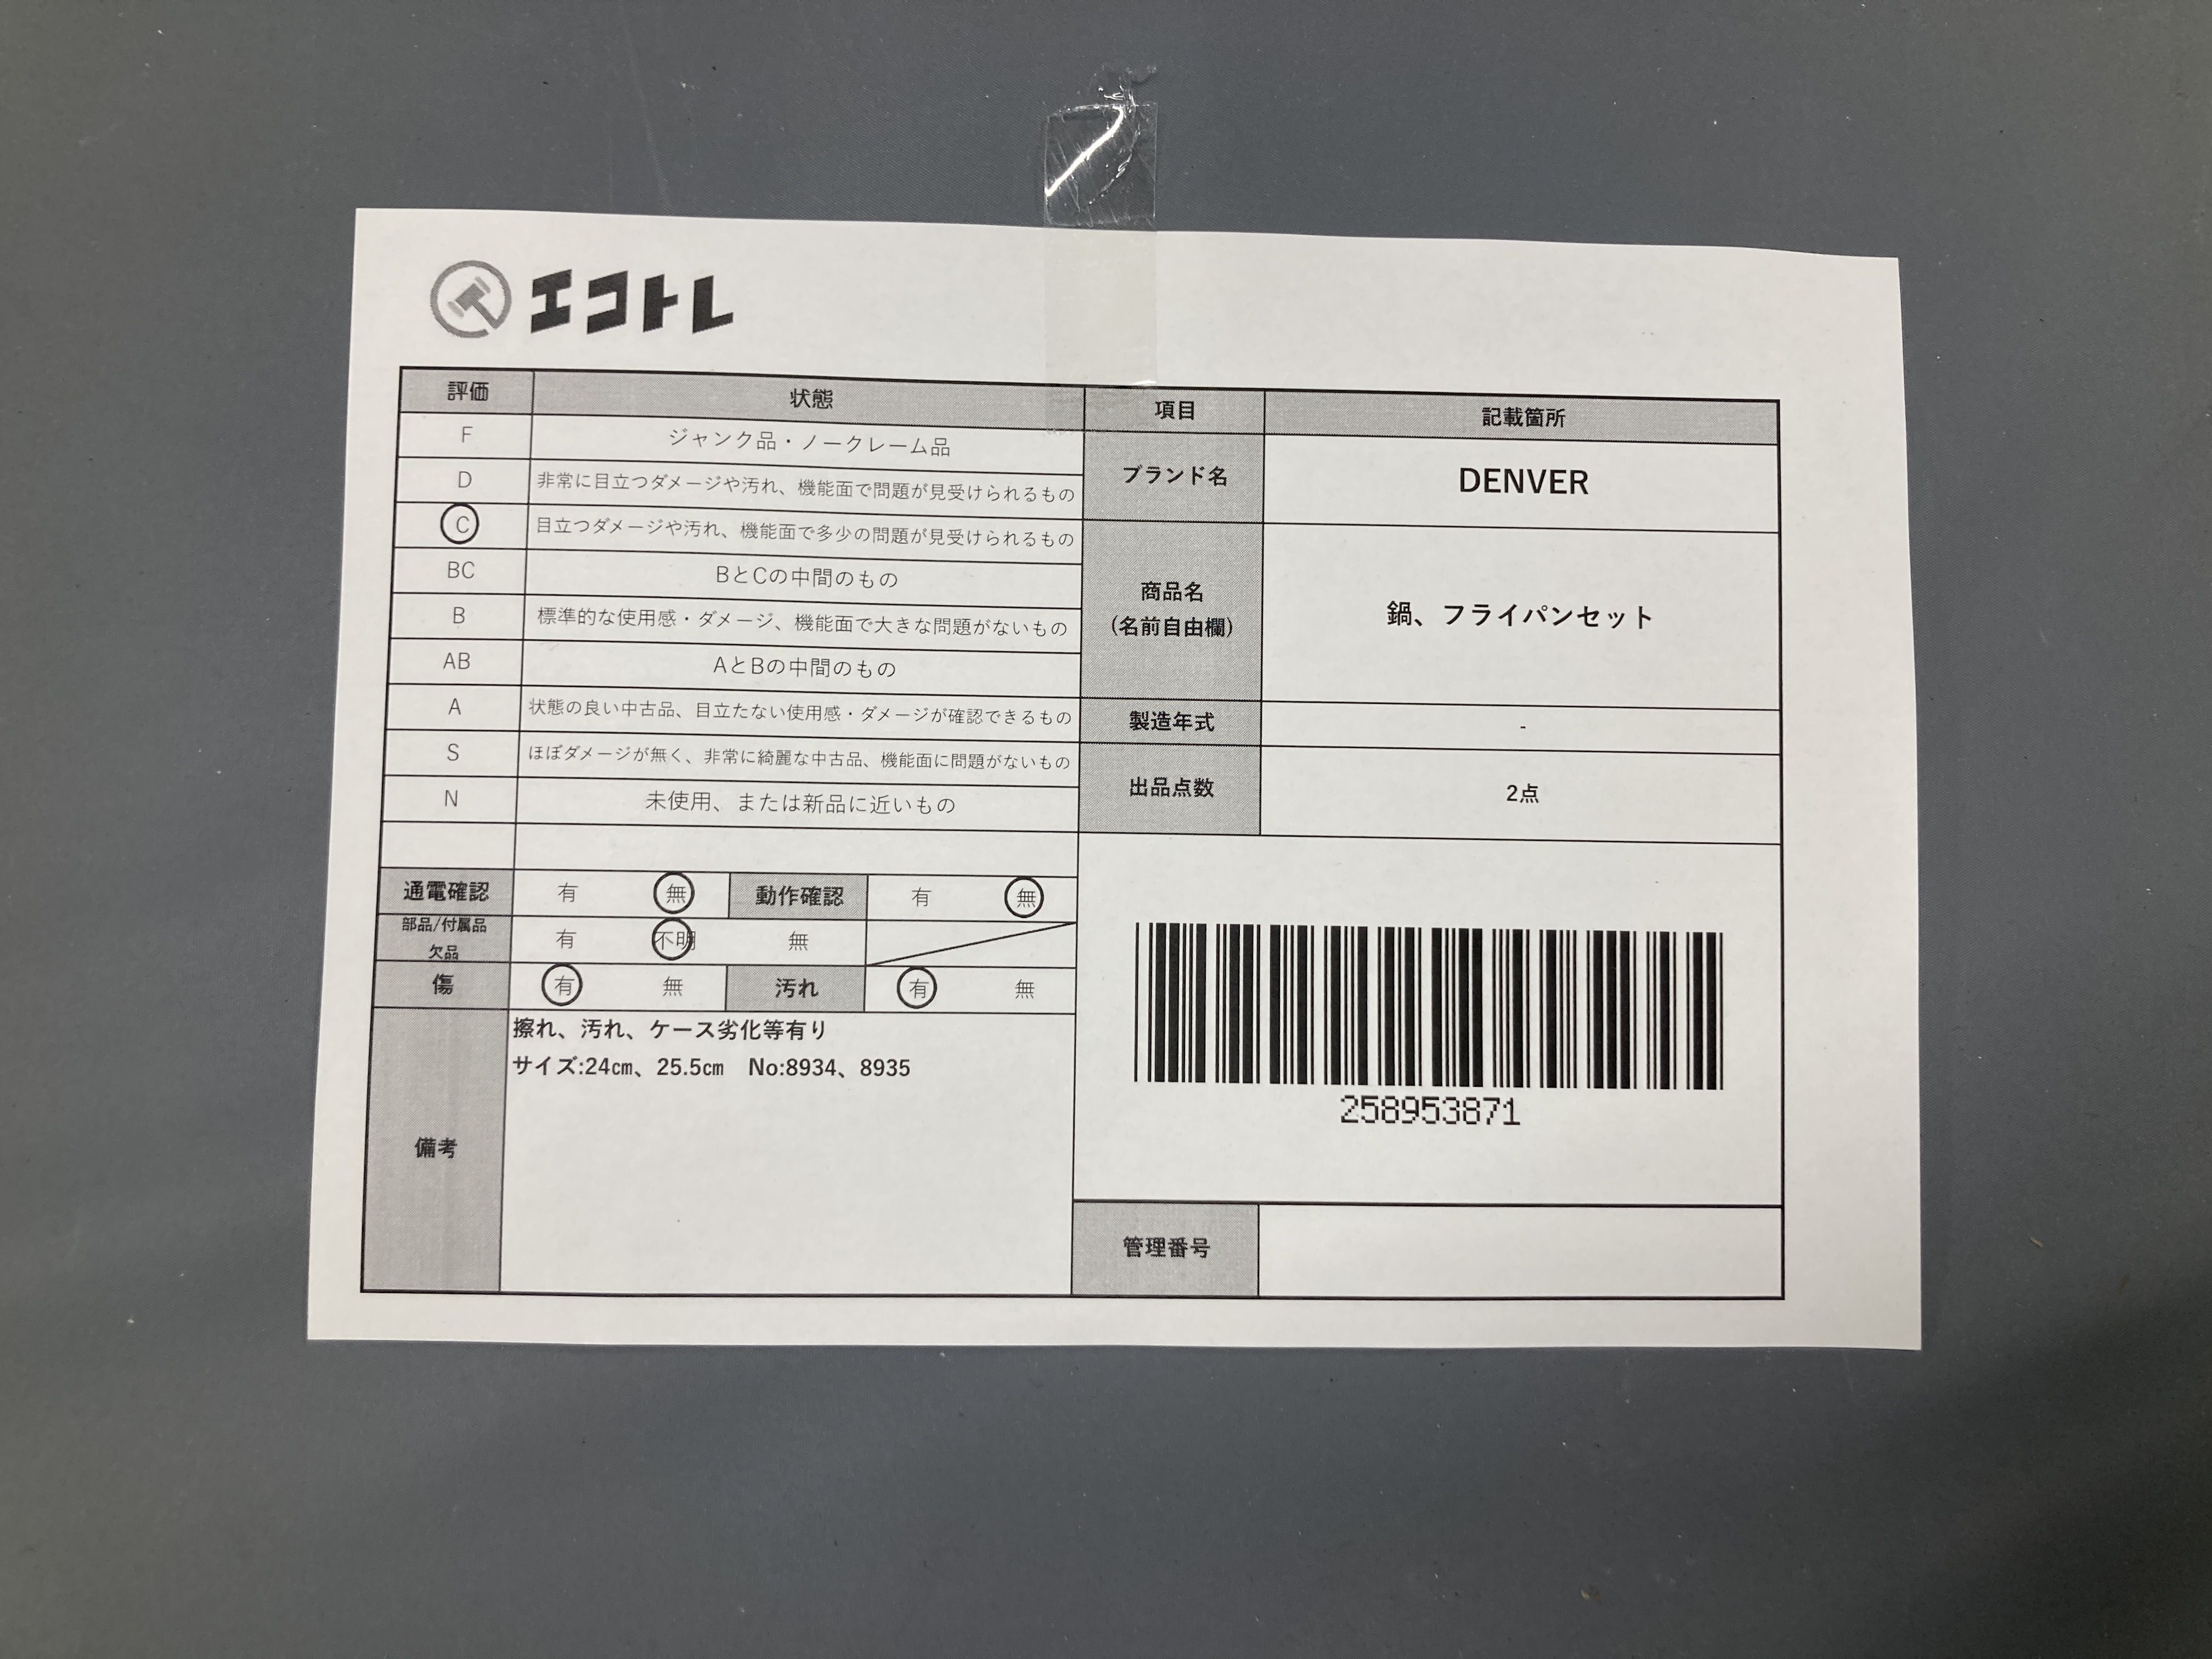 エコトレ
評価 状態
F ジャンク品・ノークレーム品
D 非常に目立つダメージや汚れ、機能面で問題が見受けられるもの
C 目立つダメージや汚れ、機能面で多少の問題が見受けられるもの
BC BとCの中間のもの
B 標準的な使用感・ダメージ、機能面で大きな問題がないもの
AB AとBの中間のもの
A 状態の良い中古品、目立たない使用感・ダメージが確認できるもの
S ほぼダメージが無く、非常に綺麗な中古品、機能面に問題がないもの
N 未使用、または新品に近いもの
通電確認 有 無 動作確認 有 無
部品/付属品
欠品 有 不明 無
傷 有 無 汚れ 有 無
備考
擦れ、汚れ、ケース劣化等有り
サイズ:24㎝、25.5㎝ No:8934、8935
項目 記載箇所
ブランド名 DENVER
商品名
(名前自由欄) 鍋、フライパンセット
製造年式 -
出品点数 2点
258953871
管理番号